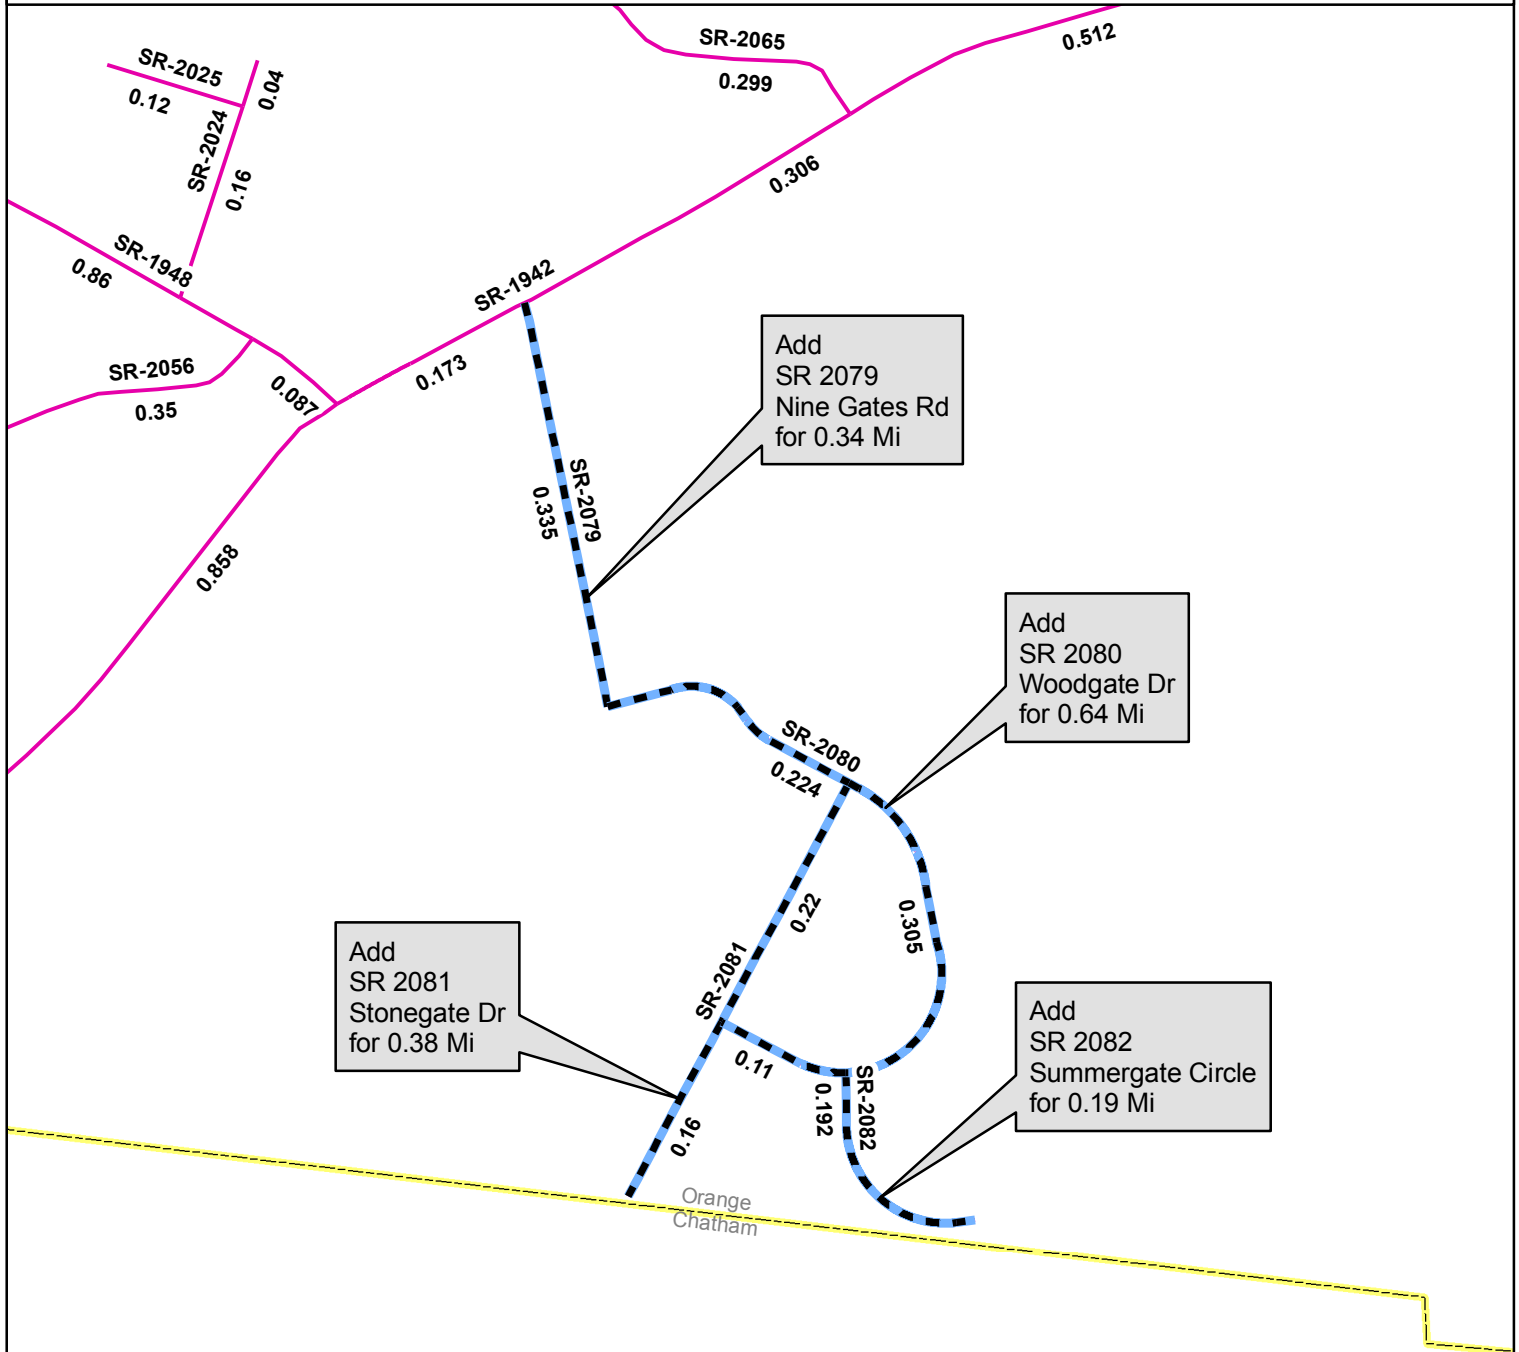 SR-2065
0.299
0.512
SR-2025
0.12
0.04
SR-2024
0.16
0.306
SR-1948
0.86
SR-1942
0.173
SR-2056
0.35
0.087
0.858
Add
SR 2079
Nine Gates Rd
for 0.34 Mi
SR-2079
0.335
Add
SR 2080
Woodgate Dr
for 0.64 Mi
SR-2080
0.224
0.22
0.305
Add
SR 2081
Stonegate Dr
for 0.38 Mi
SR-2081
0.11
0.16
SR-2082
0.192
Add
SR 2082
Summergate Circle
for 0.19 Mi
Orange
Chatham